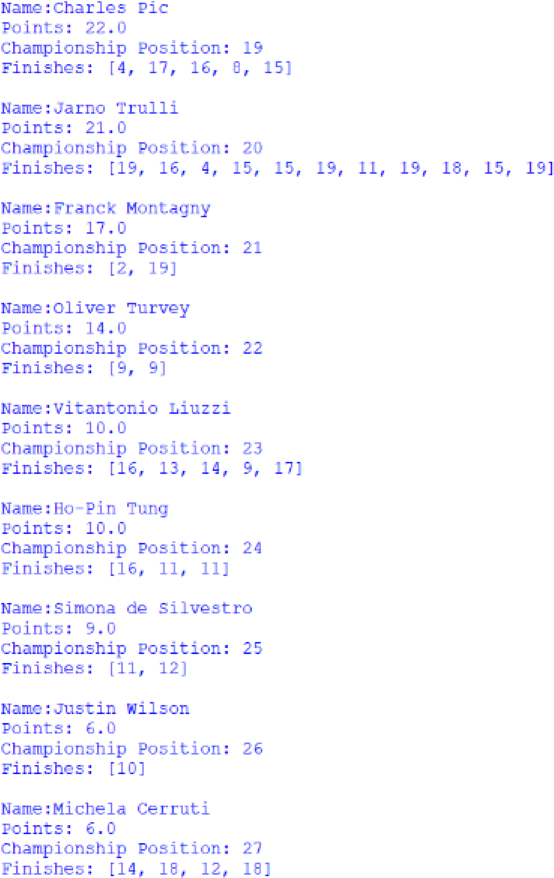 Name:Charles Pic
Points: 22.0
Championship Position: 19
Finishes: [4, 17, 16, 8, 15]
Name:Jarno Trulli
Points: 21.0
Championship Position: 20
Finishes: [19, 16, 4, 15, 15, 19, 11, 19, 18, 15, 19]
Name:Franck Montagny
Points: 17.0
Championship Position: 21
Finishes: [2, 19]
Name:Oliver Turvey
Points: 14.0
Championship Position: 22
Finishes: [9, 9]
Name:Vitantonio Liuzzi
Points: 10.0
Championship Position: 23
Finishes: [16, 13, 14, 9, 17]
Name:Ho-Pin Tung
Points: 10.0
Championship Position: 24
Finishes: [16, 11, 11]
Name:Simona de Silvestro
Points: 9.0
Championship Position: 25
Finishes: [11, 12]
Name:Justin Wilson
Points: 6.0
Championship Position: 26
Finishes: [10]
Name:Michela Cerruti
Points: 6.0
Championship Position: 27
Finishes: [14, 18, 12, 18]